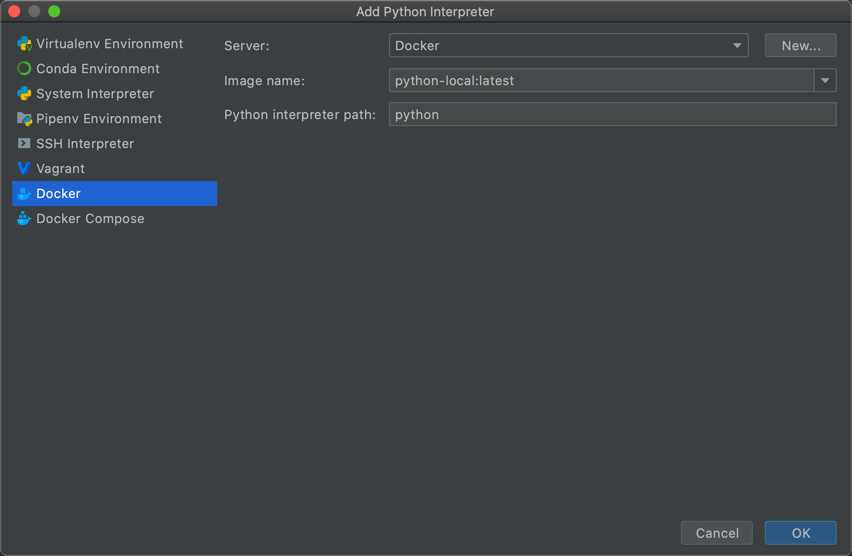 Add Python Interpreter
Virtualenv Environment
Conda Environment
System Interpreter
Pipenv Environment
SSH Interpreter
Vagrant
Docker
Docker Compose
Server: Docker New...
Image name: python-local:latest
Python interpreter path: python
Cancel OK